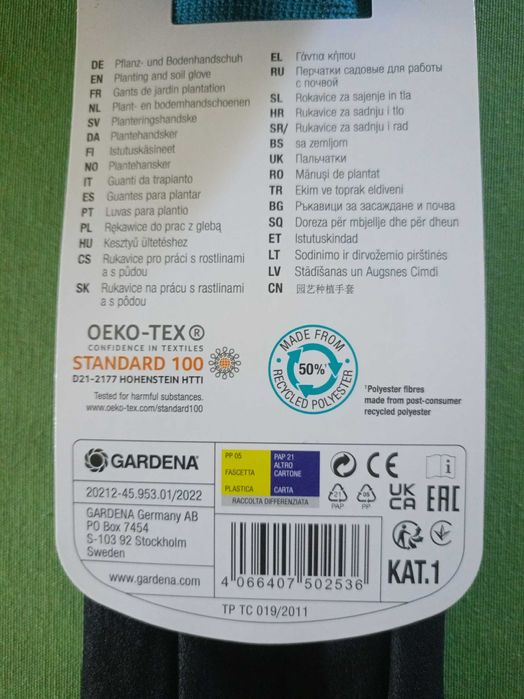 DE Pflanz- und Bodenhandschuh
EN Planting and soil glove
FR Gants de jardin plantation
NL Plant- en bodemhandschoenen
SV Planteringshandske
DA Plantehandsker
FI Istutuskäsineet
NO Plantehansker
IT Guanti da trapianto
ES Guantes para plantar
PT Luvas para plantio
PL Rękawice do prac z glebą
HU Kesztyű ültetéshez
CS Rukavice pro práci s rostlinami
a s půdou
SK Rukavice na prácu s rastlinami
a s pôdou
EL Γάντια κήπου
RU Перчатки садовые для работы
с почвой
SL Rokavice za sajenje in tla
HR Rukavice za sadnju i tlo
SR/ Rukavice za sadnju i rad
BS sa zemljom
UK Пальчатки
RO Mănuși de plantat
TR Ekim ve toprak eldiveni
BG Ръкавици за засаждане и почва
SQ Doreza për mbjellje dhe për dheun
ET Istutuskindad
LT Sodinimo ir dirvožemio pirštinės
LV Stādīšanas un Augsnes Cimdi
CN 园艺种植手套
OEKO-TEX®
CONFIDENCE IN TEXTILES
STANDARD 100
D21-2177 HOHENSTEIN HTTI
Tested for harmful substances.
www.oeko-tex.com/standard100
MADE FROM
50%¹
RECYCLED POLYESTER
¹Polyester fibres
made from post-consumer
recycled polyester
GARDENA®
20212-45.953.01/2022
GARDENA Germany AB
PO Box 7454
S-103 92 Stockholm
Sweden
www.gardena.com
PP 05
FASCETTA
PLASTICA
PAP 21
ALTRO
CARTONE
CARTA
RACCOLTA DIFFERENZIATA
CE
i
21
PAP
05
PP
UK
CA
EAC
4 066407 502536
KAT.1
TP TC 019/2011